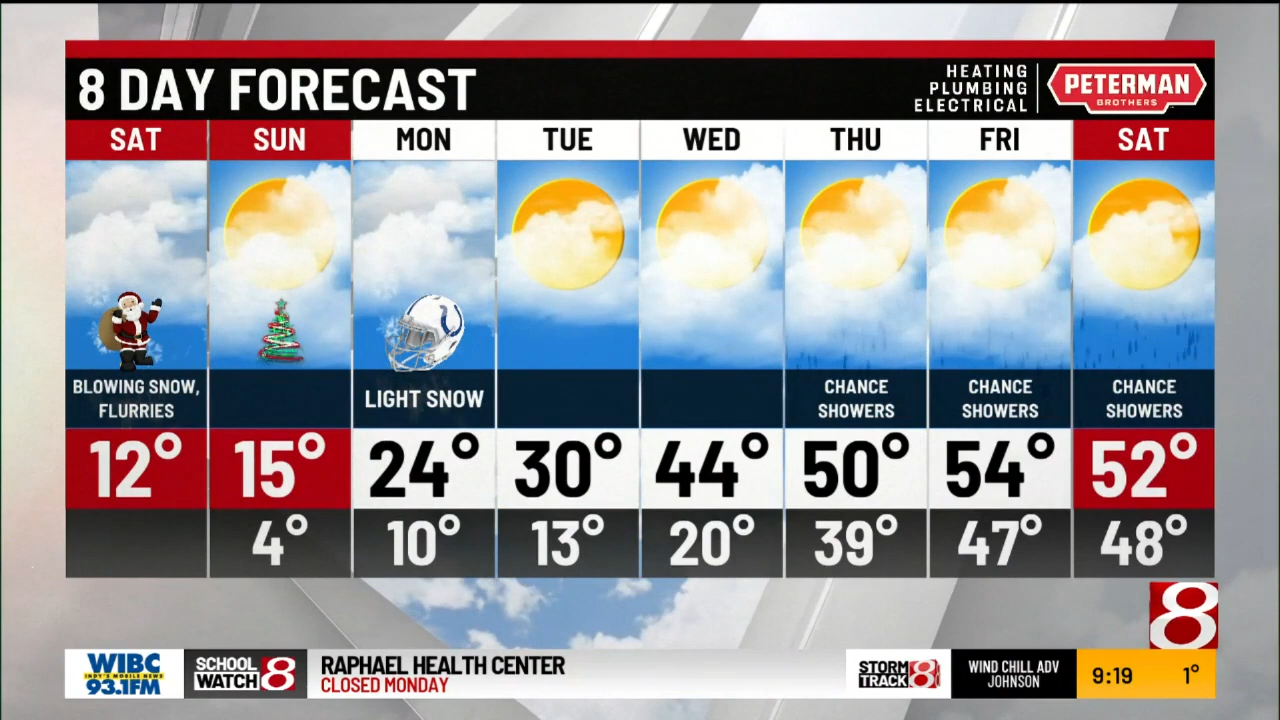 8 DAY FORECAST
HEATING
PLUMBING
ELECTRICAL
PETERMAN
BROTHERS
SAT
SUN
MON
TUE
WED
THU
FRI
SAT
BLOWING SNOW,
FLURRIES
LIGHT SNOW
CHANCE
SHOWERS
CHANCE
SHOWERS
CHANCE
SHOWERS
12°
15°
24°
30°
44°
50°
54°
52°
4°
10°
13°
20°
39°
47°
48°
8
WIBC
INDY'S MOBILE NEWS
93.1FM
SCHOOL
WATCH 8
RAPHAEL HEALTH CENTER
CLOSED MONDAY
STORM
TRACK 8
WIND CHILL ADV
JOHNSON
9:19
1°